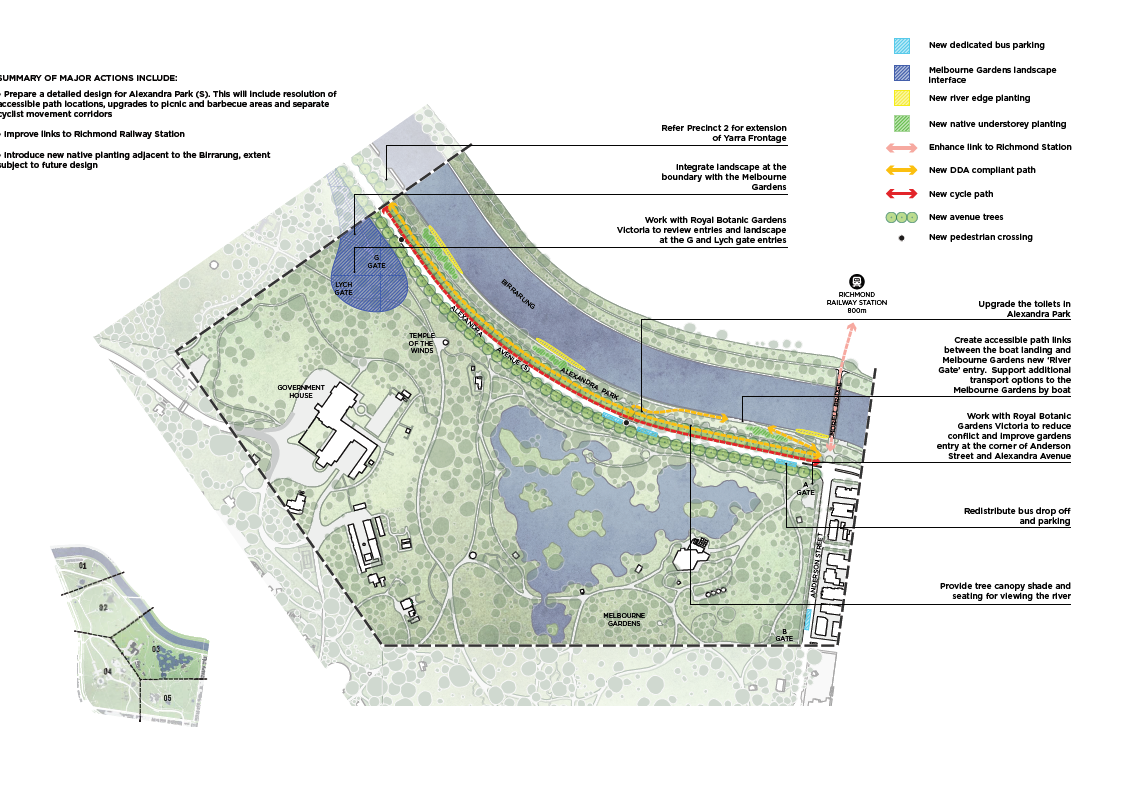 SUMMARY OF MAJOR ACTIONS INCLUDE:
• Prepare a detailed design for Alexandra Park (S). This will include resolution of
accessible path locations, upgrades to picnic and barbecue areas and separate
cyclist movement corridors
• Improve links to Richmond Railway Station
• Introduce new native planting adjacent to the Birrarung, extent
subject to future design
New dedicated bus parking
Melbourne Gardens landscape
interface
New river edge planting
New native understorey planting
Enhance link to Richmond Station
New DDA compliant path
New cycle path
New avenue trees
New pedestrian crossing
Refer Precinct 2 for extension
of Yarra Frontage
Integrate landscape at the
boundary with the Melbourne
Gardens
Work with Royal Botanic Gardens
Victoria to review entries and landscape
at the G and Lych gate entries
RICHMOND
RAILWAY STATION
800m
Upgrade the toilets in
Alexandra Park
Create accessible path links
between the boat landing and
Melbourne Gardens new 'River
Gate' entry. Support additional
transport options to the
Melbourne Gardens by boat
Work with Royal Botanic
Gardens Victoria to reduce
conflict and improve gardens
entry at the corner of Anderson
Street and Alexandra Avenue
Redistribute bus drop off
and parking
Provide tree canopy shade and
seating for viewing the river
G
GATE
LYCH
GATE
BIRRARUNG
ALEXANDRA
AVENUE (S)
ALEXANDRA PARK
TEMPLE
OF THE
WINDS
GOVERNMENT
HOUSE
A
GATE
ANDERSON STREET
MELBOURNE
GARDENS
B
GATE
01
02
03
04
05